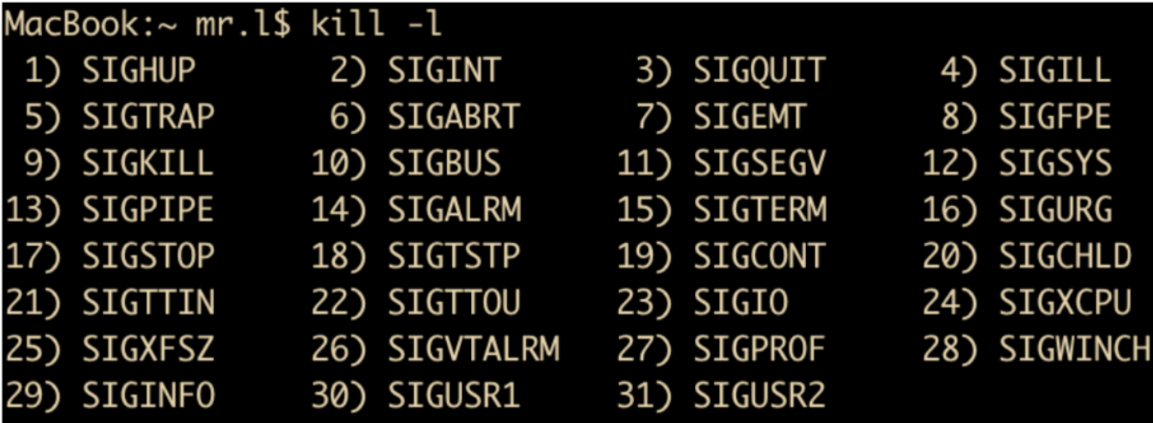 MacBook:~ mr.l$ kill -l
 1) SIGHUP       2) SIGINT       3) SIGQUIT      4) SIGILL
 5) SIGTRAP      6) SIGABRT      7) SIGEMT       8) SIGFPE
 9) SIGKILL     10) SIGBUS      11) SIGSEGV     12) SIGSYS
13) SIGPIPE     14) SIGALRM     15) SIGTERM     16) SIGURG
17) SIGSTOP     18) SIGTSTP     19) SIGCONT     20) SIGCHLD
21) SIGTTIN     22) SIGTTOU     23) SIGIO       24) SIGXCPU
25) SIGXFSZ     26) SIGVTALRM   27) SIGPROF     28) SIGWINCH
29) SIGINFO     30) SIGUSR1     31) SIGUSR2